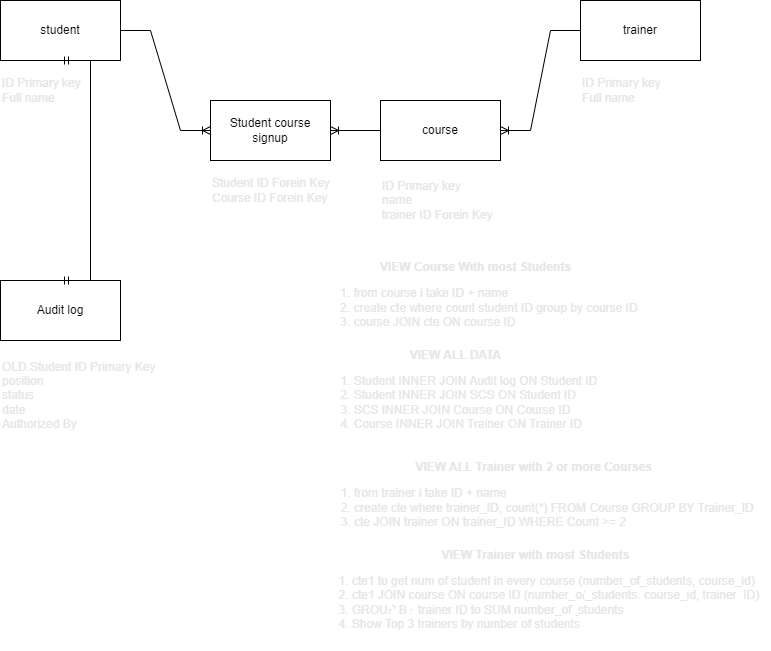 student
trainer
ID Primary key
Full name
ID Primary key
Full name
Student course
signup
course
Student ID Forein Key
Course ID Forein Key
ID Primary key
name
trainer ID Forein Key
Audit log
OLD.Student ID Primary Key
position
status
date
Authorized By
VIEW Course With most Students
1. from course i take ID + name
2. create cte where count student ID group by course ID
3. course JOIN cte ON course ID
VIEW ALL DATA
1. Student INNER JOIN Audit log ON Student ID
2. Student INNER JOIN SCS ON Student ID
3. SCS INNER JOIN Course ON Course ID
4. Course INNER JOIN Trainer ON Trainer ID
VIEW ALL Trainer with 2 or more Courses
1. from trainer i take ID + name
2. create cte where trainer_ID, count(*) FROM Course GROUP BY Trainer_ID
3. cte JOIN trainer ON trainer_ID WHERE Count >= 2
VIEW Trainer with most Students
1. cte1 to get num of student in every course (number_of_students, course_id)
2. cte1 JOIN course ON course ID (number_of_students. course_id, trainer ID)
3. trainer ID to SUM number_of_students
4. Show Top 3 trainers by number of students